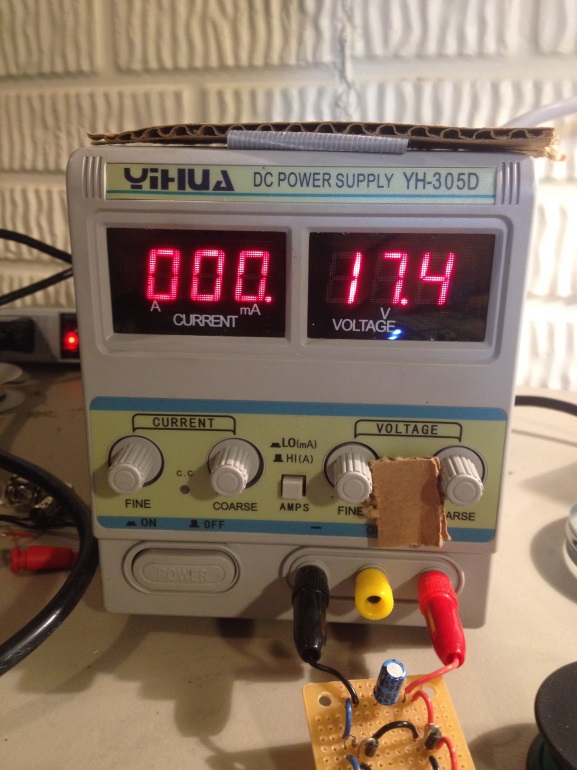 YiHUA DC POWER SUPPLY YH-305D
000. 17.4
A mA V
CURRENT VOLTAGE
CURRENT VOLTAGE
LO(mA)
HI(A)
C.C
FINE COARSE AMPS FINE ARSE
ON OFF
POWER